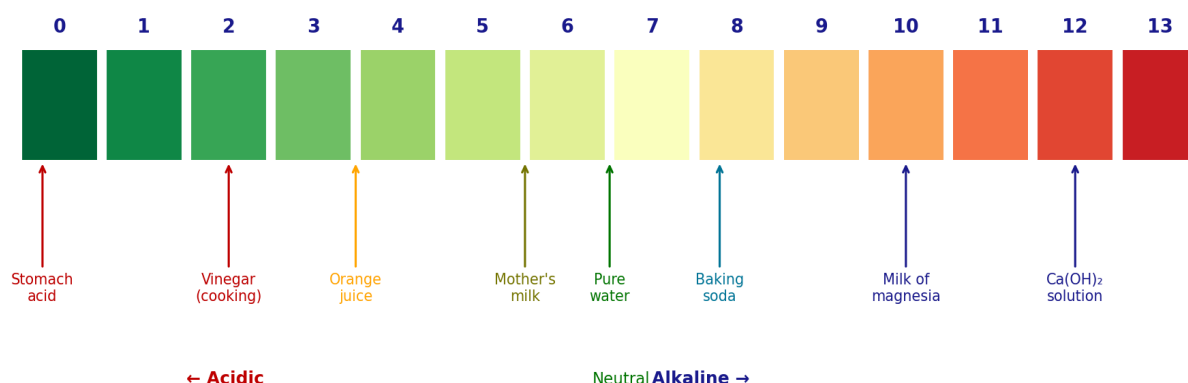 0 1 2 3 4 5 6 7 8 9 10 11 12 13
Stomach
acid
Vinegar
(cooking)
Orange
juice
Mother's
milk
Pure
water
Baking
soda
Milk of
magnesia
Ca(OH)₂
solution
← Acidic
Neutral
Alkaline →